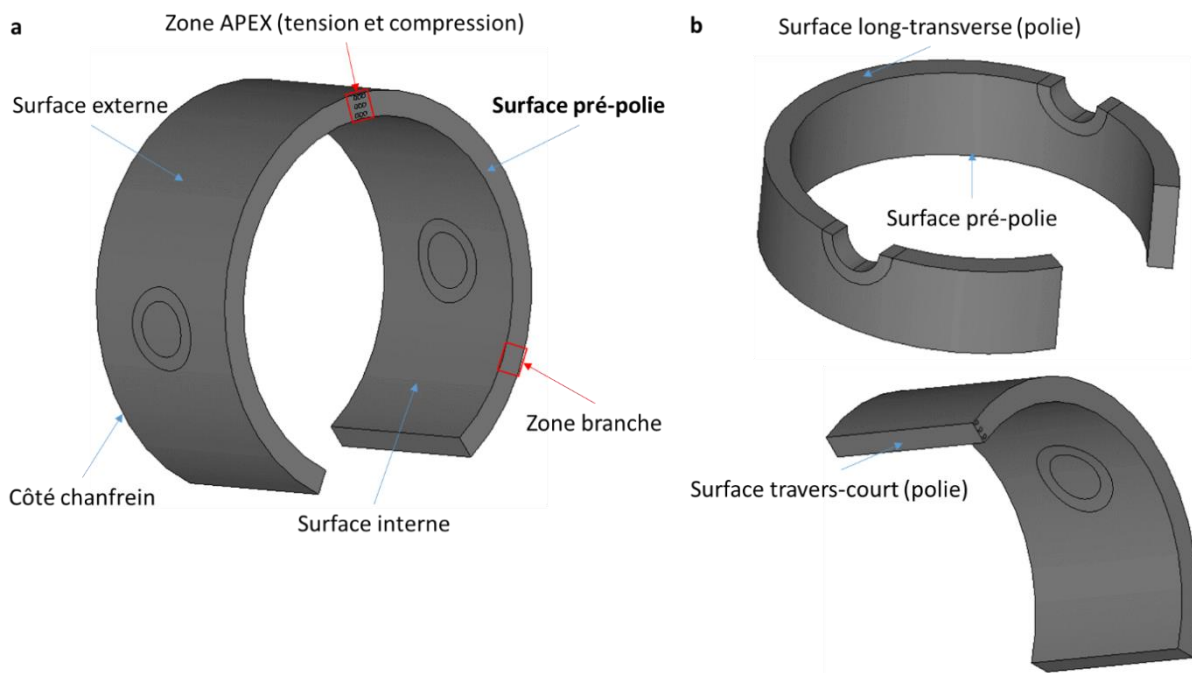 a
Zone APEX (tension et compression)
Surface externe
Surface pré-polie
Zone branche
Côté chanfrein
Surface interne
b
Surface long-transverse (polie)
Surface pré-polie
Surface travers-court (polie)